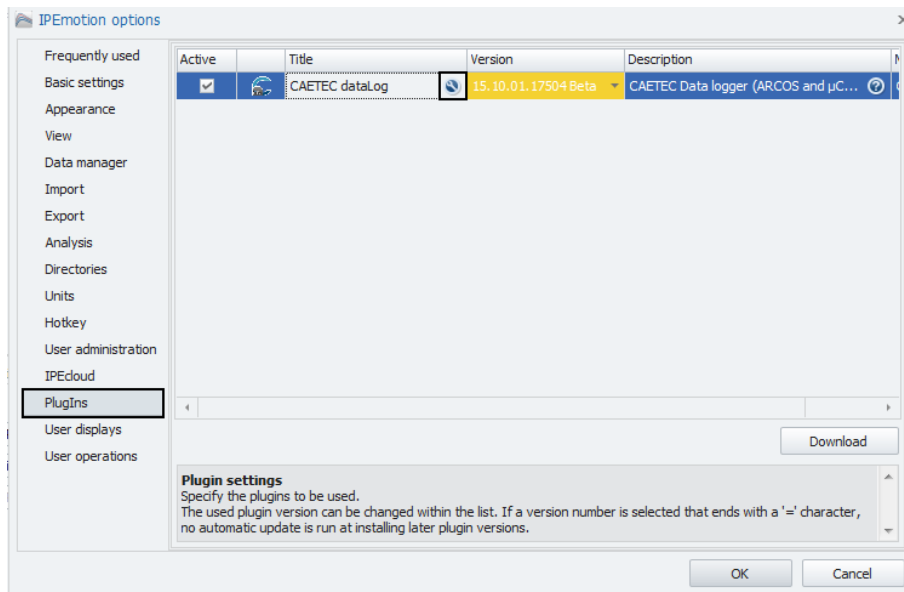 IPEmotion options
Frequently used
Basic settings
Appearance
View
Data manager
Import
Export
Analysis
Directories
Units
Hotkey
User administration
IPEcloud
PlugIns
User displays
User operations
Active Title Version Description
CAETEC dataLog 15.10.01.17504 Beta CAETEC Data logger (ARCOS and µC...
Download
Plugin settings
Specify the plugins to be used.
The used plugin version can be changed within the list. If a version number is selected that ends with a '=' character,
no automatic update is run at installing later plugin versions.
OK Cancel